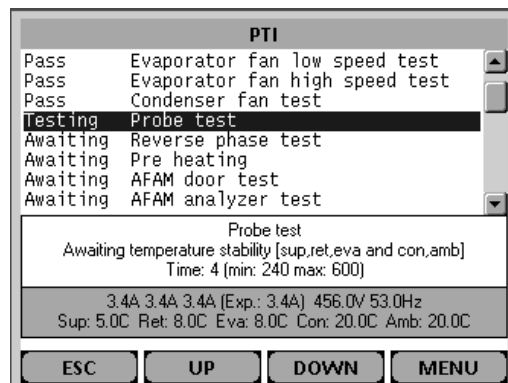 PTI
Pass Evaporator fan low speed test
Pass Evaporator fan high speed test
Pass Condenser fan test
Testing Probe test
Awaiting Reverse phase test
Awaiting Pre heating
Awaiting AFAM door test
Awaiting AFAM analyzer test
Probe test
Awaiting temperature stability [sup,ret,eva and con,amb]
Time: 4 (min: 240 max: 600)
3.4A 3.4A 3.4A (Exp.: 3.4A) 456.0V 53.0Hz
Sup: 5.0C Ret: 8.0C Eva: 8.0C Con: 20.0C Amb: 20.0C
ESC UP DOWN MENU